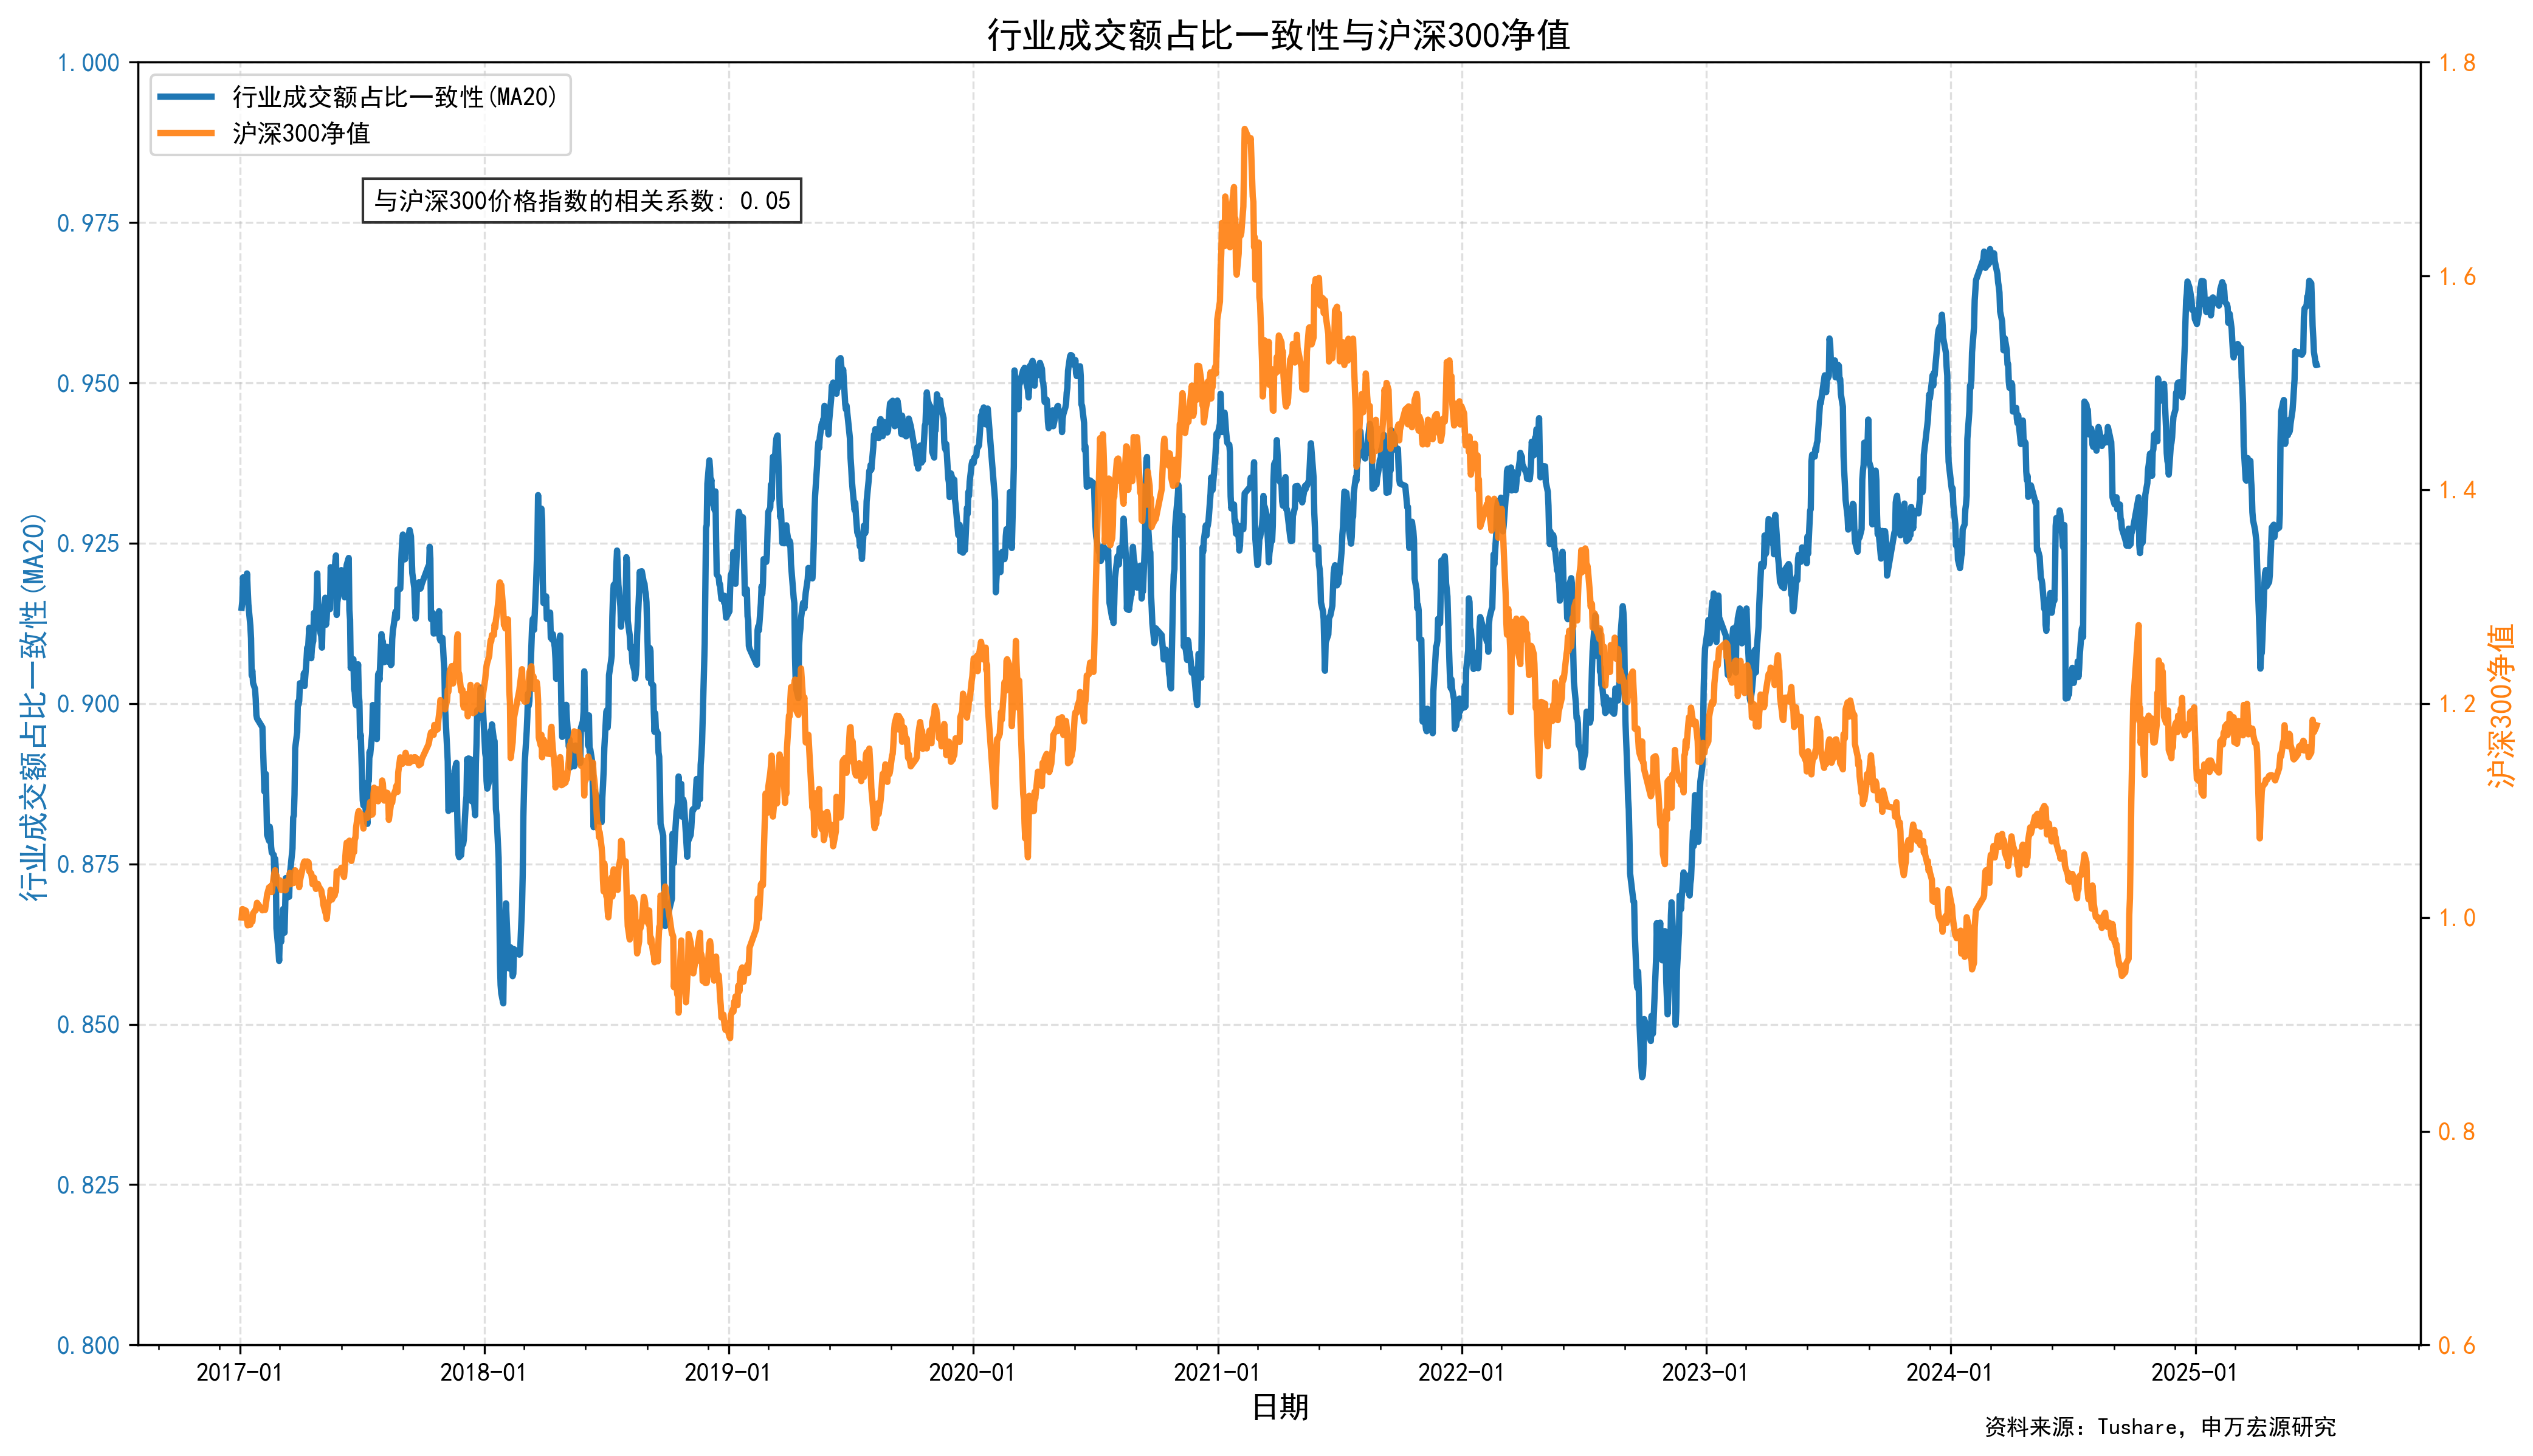 行业成交额占比一致性与沪深300净值
行业成交额占比一致性(MA20)
沪深300净值
与沪深300价格指数的相关系数: 0.05
行业成交额占比一致性(MA20)
1.000
0.975
0.950
0.925
0.900
0.875
0.850
0.825
0.800
1.8
1.6
1.4
1.2
1.0
0.8
0.6
沪深300净值
2017-01 2018-01 2019-01 2020-01 2021-01 2022-01 2023-01 2024-01 2025-01
日期
资料来源: Tushare, 申万宏源研究